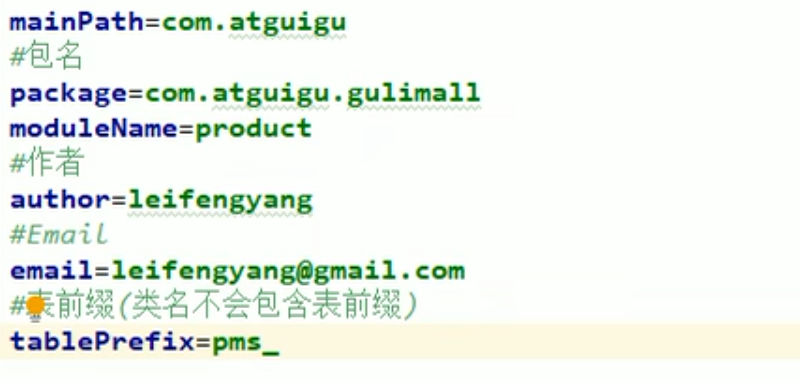 mainPath=com.atguigu
#包名
package=com.atguigu.gulimall
moduleName=product
#作者
author=leifengyang
#Email
email=leifengyang@gmail.com
#表前缀(类名不会包含表前缀)
tablePrefix=pms_